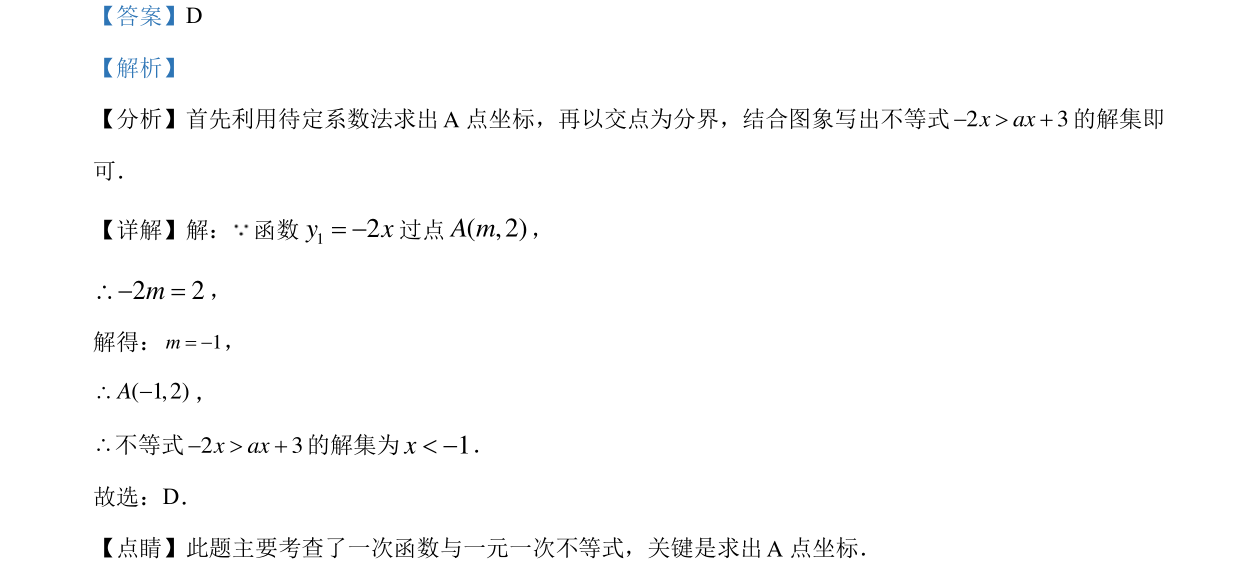 【答案】D
【解析】
【分析】首先利用待定系数法求出 A 点坐标，再以交点为分界，结合图象写出不等式 −2x > ax + 3 的解集即
可．
【详解】解：∵函数 y₁ = −2x 过点 A(m, 2)，
∴−2m = 2，
解得：m = −1，
∴A(−1, 2)，
∴不等式 −2x > ax + 3 的解集为 x < −1．
故选：D．
【点睛】此题主要考查了一次函数与一元一次不等式，关键是求出 A 点坐标．